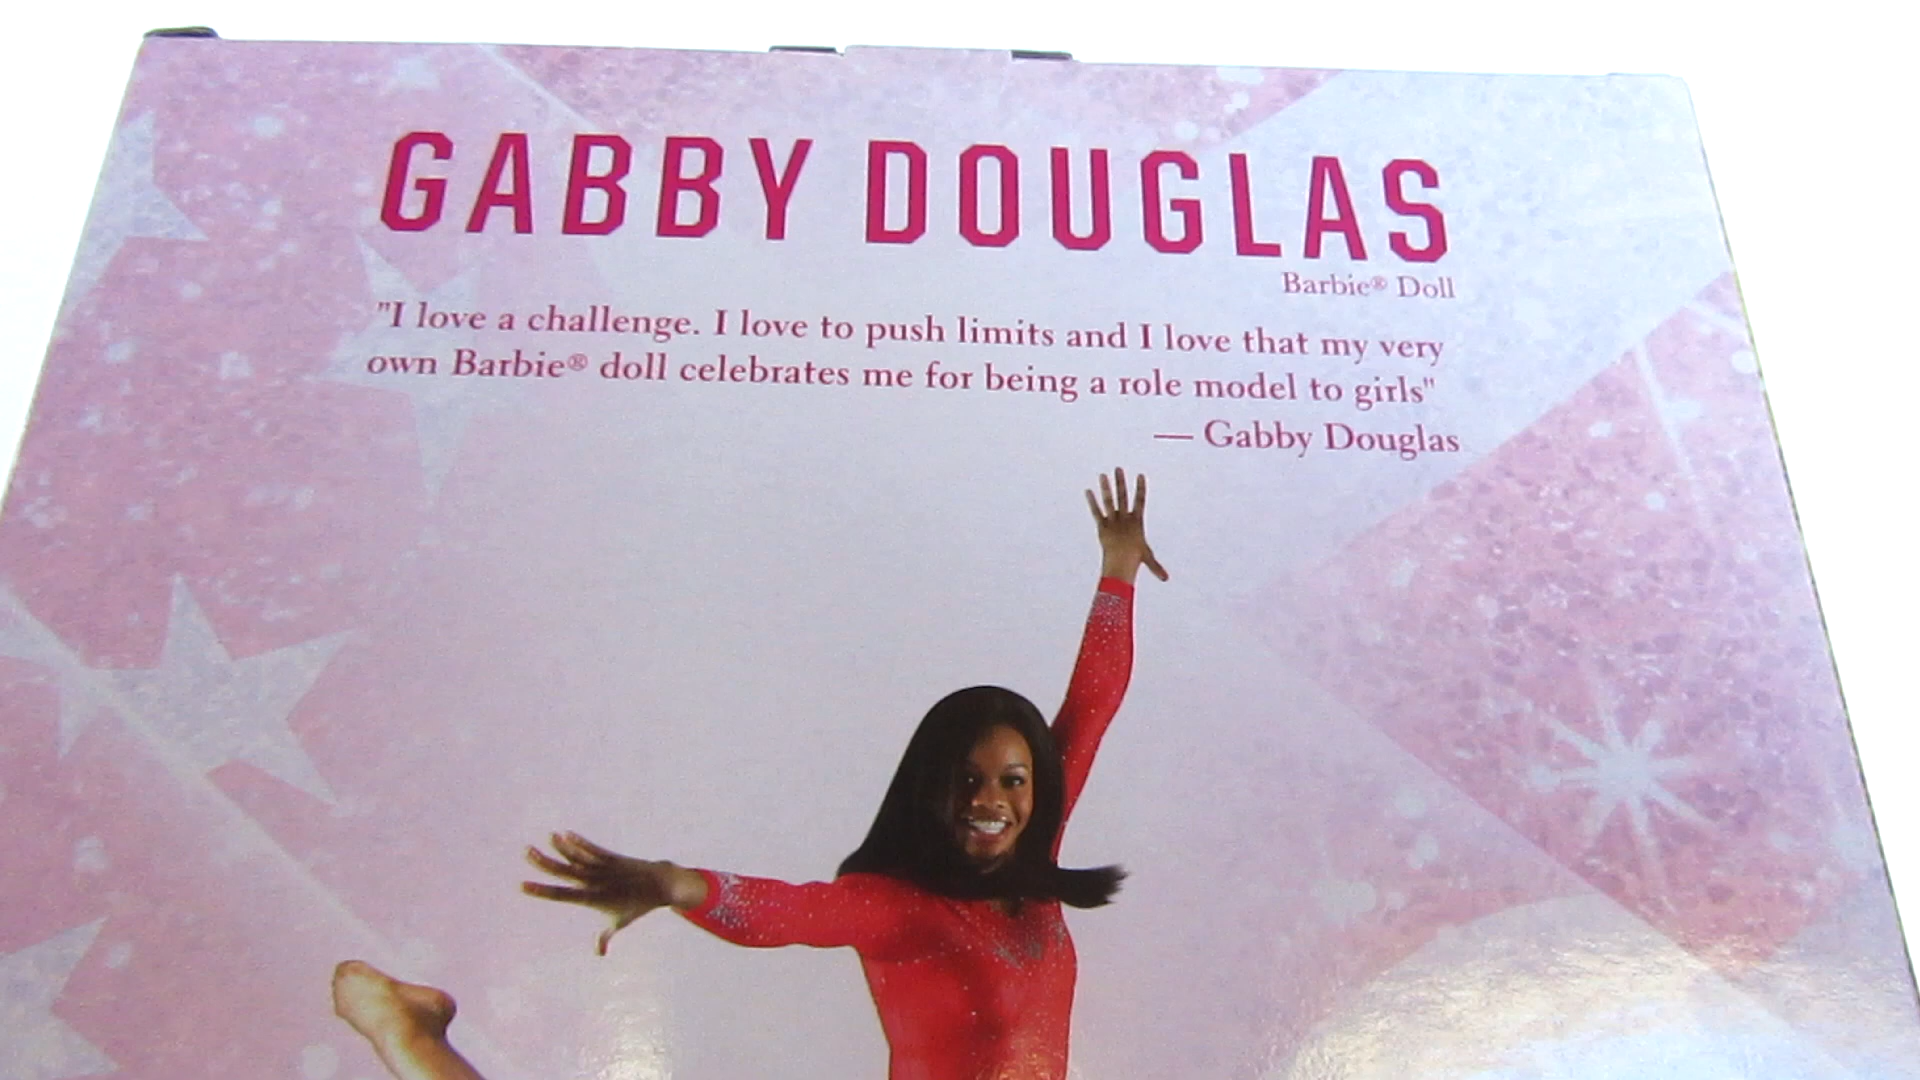 GABBY DOUGLAS
Barbie® Doll
"I love a challenge. I love to push limits and I love that my very
own Barbie® doll celebrates me for being a role model to girls"
— Gabby Douglas